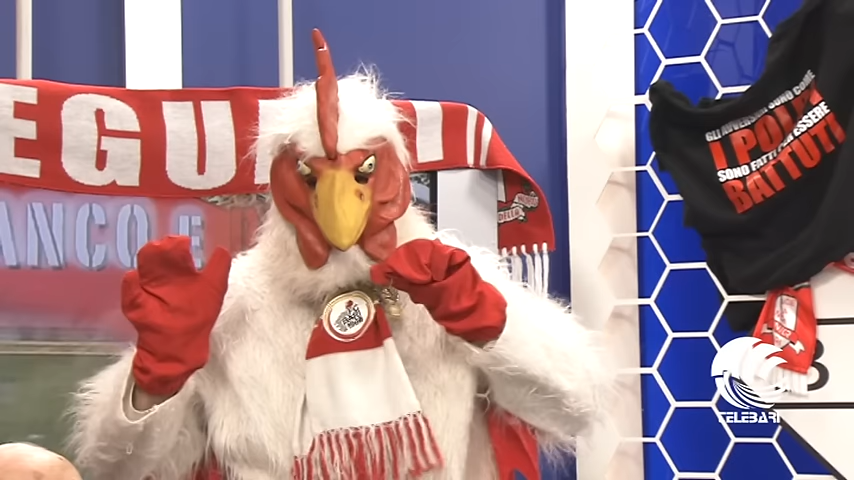 EGU
ANCO E
GLI AVVERSARI SONO COME
I POLLI
SONO FATTI PER ESSERE
BATTUTI
TELEBARI